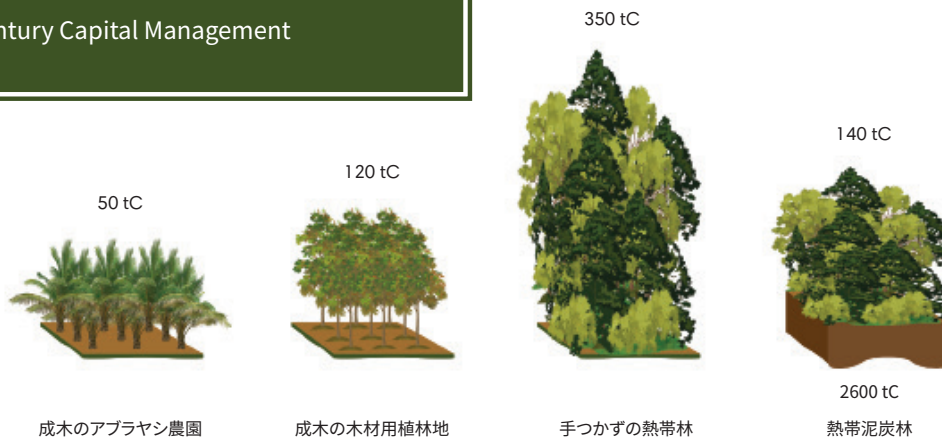 ntury Capital Management
350 tC
140 tC
120 tC
50 tC
2600 tC
成木のアブラヤシ農園
成木の木材用植林地
手つかずの熱帯林
熱帯泥炭林